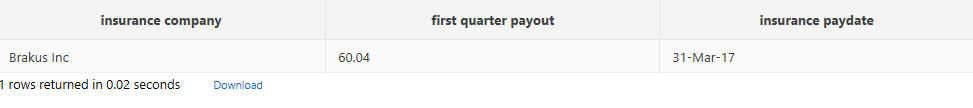 insurance company first quarter payout insurance paydate
Brakus Inc 60.04 31-Mar-17
1 rows returned in 0.02 seconds Download